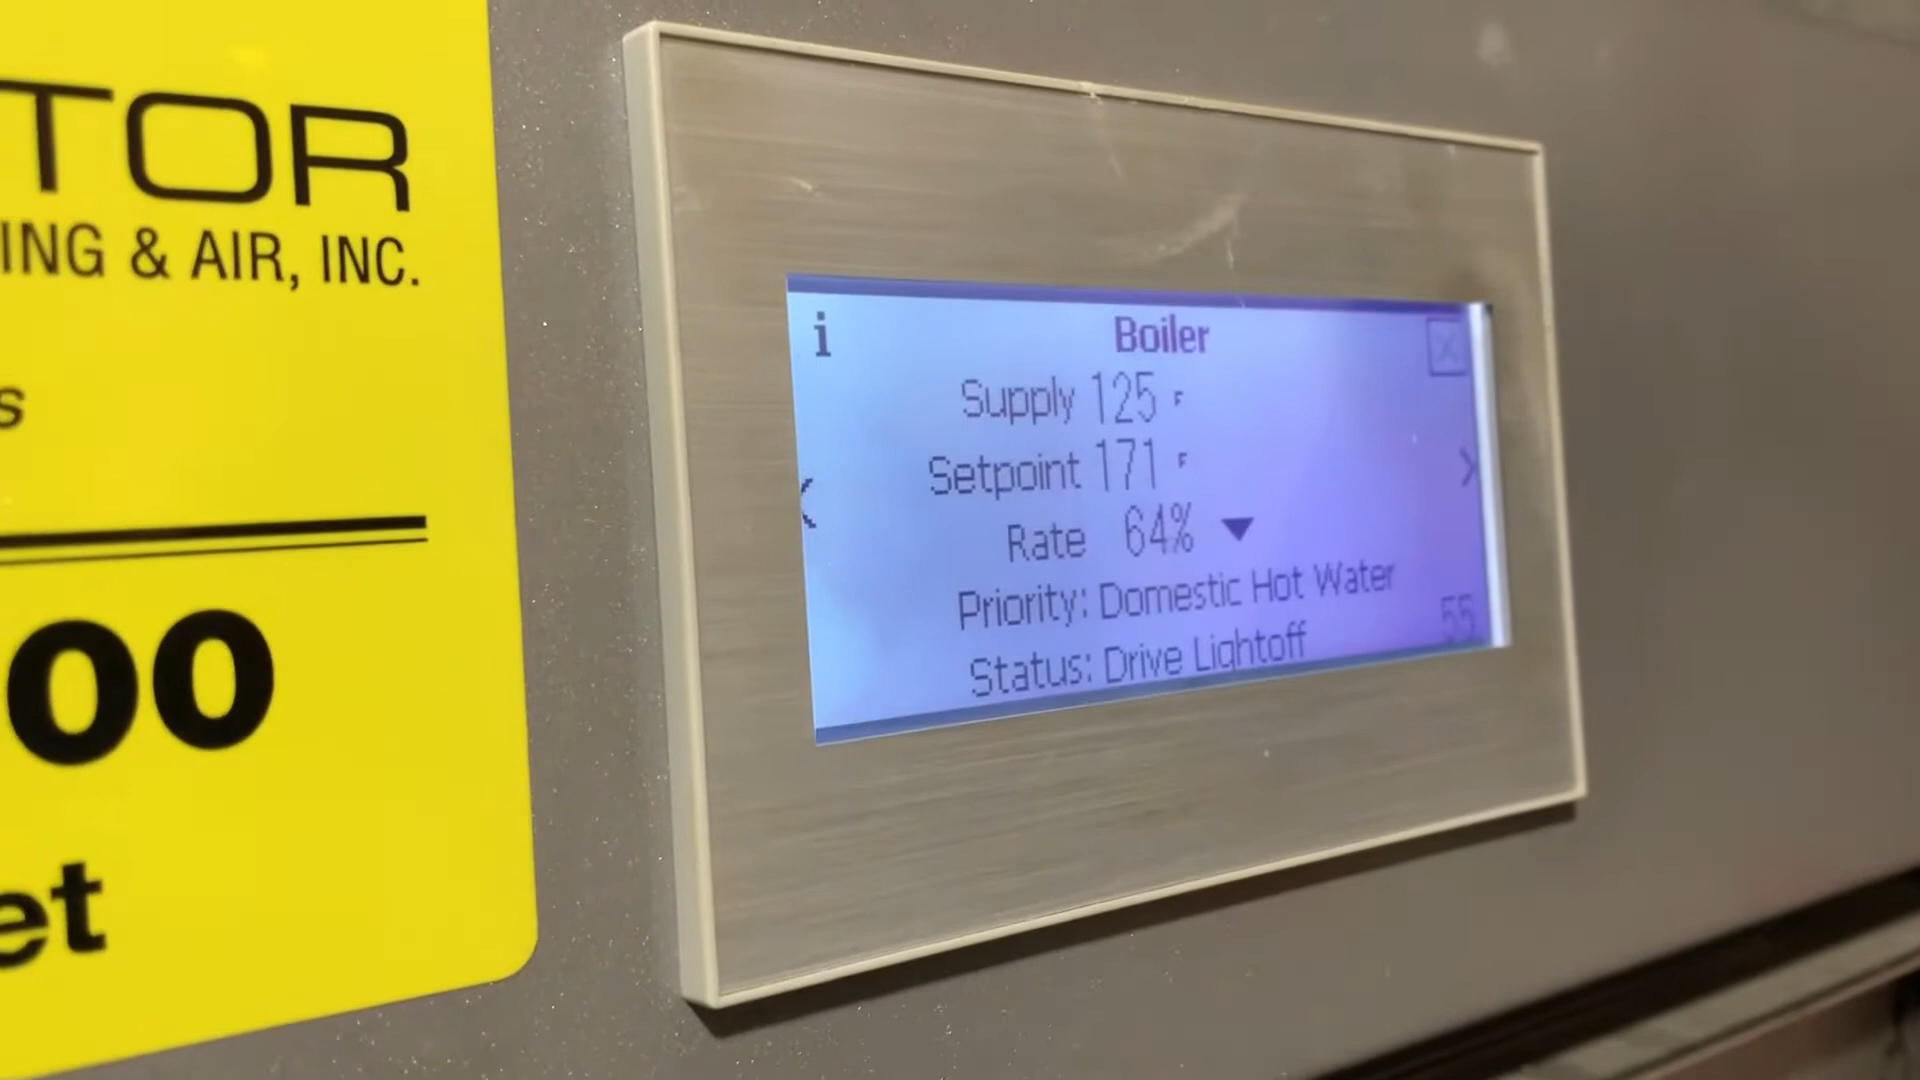 TOR
ING & AIR, INC.
s
00
et
i
Boiler
Supply 125 F
Setpoint 171 F
Rate 64%
Priority: Domestic Hot Water
Status: Drive Lightoff
55